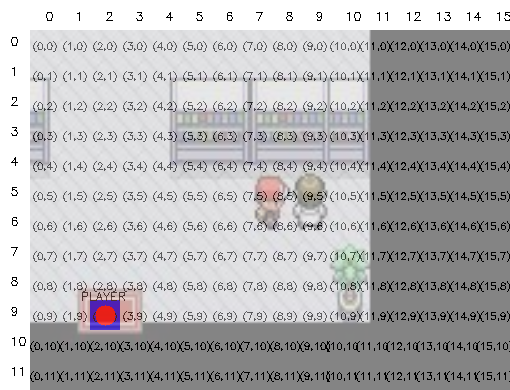 0 1 2 3 4 5 6 7 8 9 10 11 12 13 14 15
0 (0,0) (1,0) (2,0) (3,0) (4,0) (5,0) (6,0) (7,0) (8,0) (9,0) (10,0) (11,0) (12,0) (13,0) (14,0) (15,0)
1 (0,1) (1,1) (2,1) (3,1) (4,1) (5,1) (6,1) (7,1) (8,1) (9,1) (10,1) (11,1) (12,1) (13,1) (14,1) (15,1)
2 (0,2) (1,2) (2,2) (3,2) (4,2) (5,2) (6,2) (7,2) (8,2) (9,2) (10,2) (11,2) (12,2) (13,2) (14,2) (15,2)
3 (0,3) (1,3) (2,3) (3,3) (4,3) (5,3) (6,3) (7,3) (8,3) (9,3) (10,3) (11,3) (12,3) (13,3) (14,3) (15,3)
4 (0,4) (1,4) (2,4) (3,4) (4,4) (5,4) (6,4) (7,4) (8,4) (9,4) (10,4) (11,4) (12,4) (13,4) (14,4) (15,4)
5 (0,5) (1,5) (2,5) (3,5) (4,5) (5,5) (6,5) (7,5) (8,5) (9,5) (10,5) (11,5) (12,5) (13,5) (14,5) (15,5)
6 (0,6) (1,6) (2,6) (3,6) (4,6) (5,6) (6,6) (7,6) (8,6) (9,6) (10,6) (11,6) (12,6) (13,6) (14,6) (15,6)
7 (0,7) (1,7) (2,7) (3,7) (4,7) (5,7) (6,7) (7,7) (8,7) (9,7) (10,7) (11,7) (12,7) (13,7) (14,7) (15,7)
8 (0,8) (1,8) (2,8) (3,8) (4,8) (5,8) (6,8) (7,8) (8,8) (9,8) (10,8) (11,8) (12,8) (13,8) (14,8) (15,8)
PLAYER
9 (0,9) (1,9) (3,9) (4,9) (5,9) (6,9) (7,9) (8,9) (9,9) (10,9) (11,9) (12,9) (13,9) (14,9) (15,9)
10 (0,10) (1,10) (2,10) (3,10) (4,10) (5,10) (6,10) (7,10) (8,10) (9,10) (10,10) (11,10) (12,10) (13,10) (14,10) (15,10)
11 (0,11) (1,11) (2,11) (3,11) (4,11) (5,11) (6,11) (7,11) (8,11) (9,11) (10,11) (11,11) (12,11) (13,11) (14,11) (15,11)